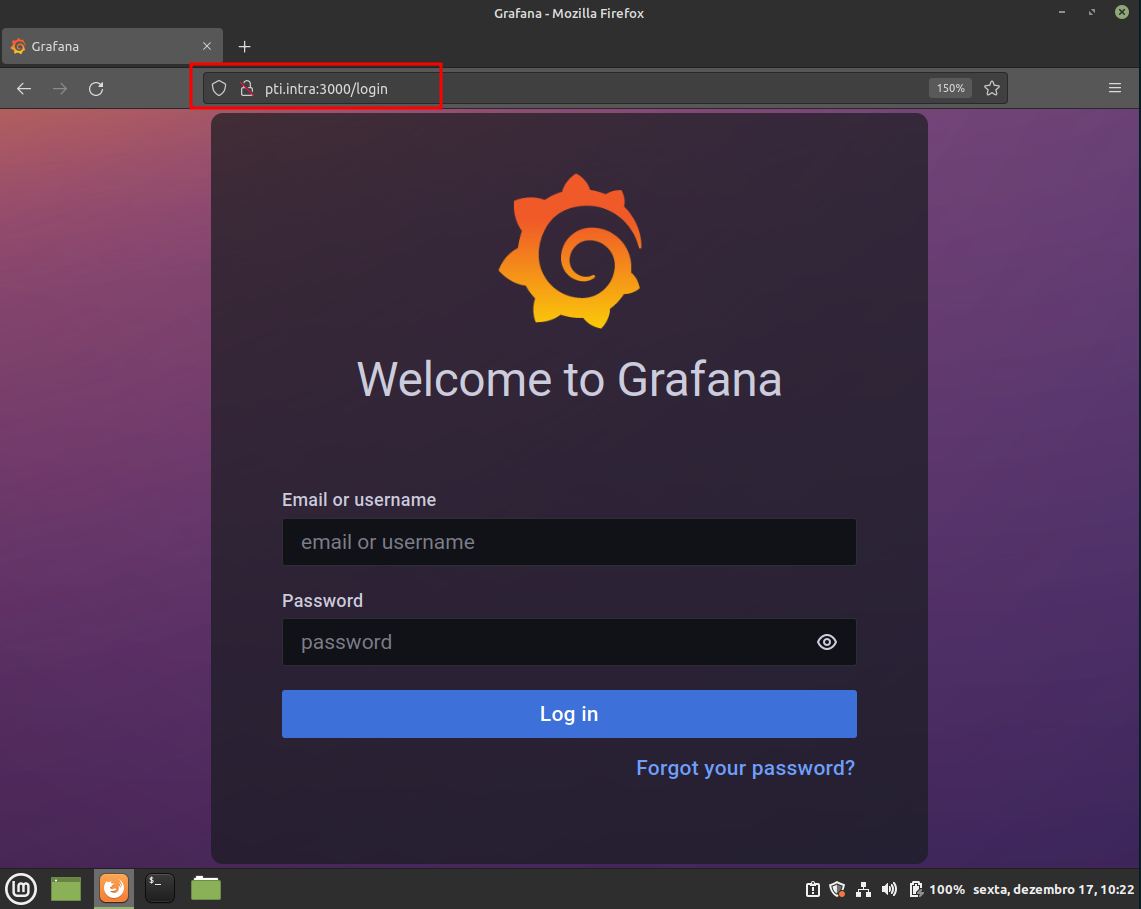 Grafana - Mozilla Firefox
Grafana
pti.intra:3000/login
150%
Welcome to Grafana
Email or username
email or username
Password
password
Log in
Forgot your password?
$_
100% sexta, dezembro 17, 10:22